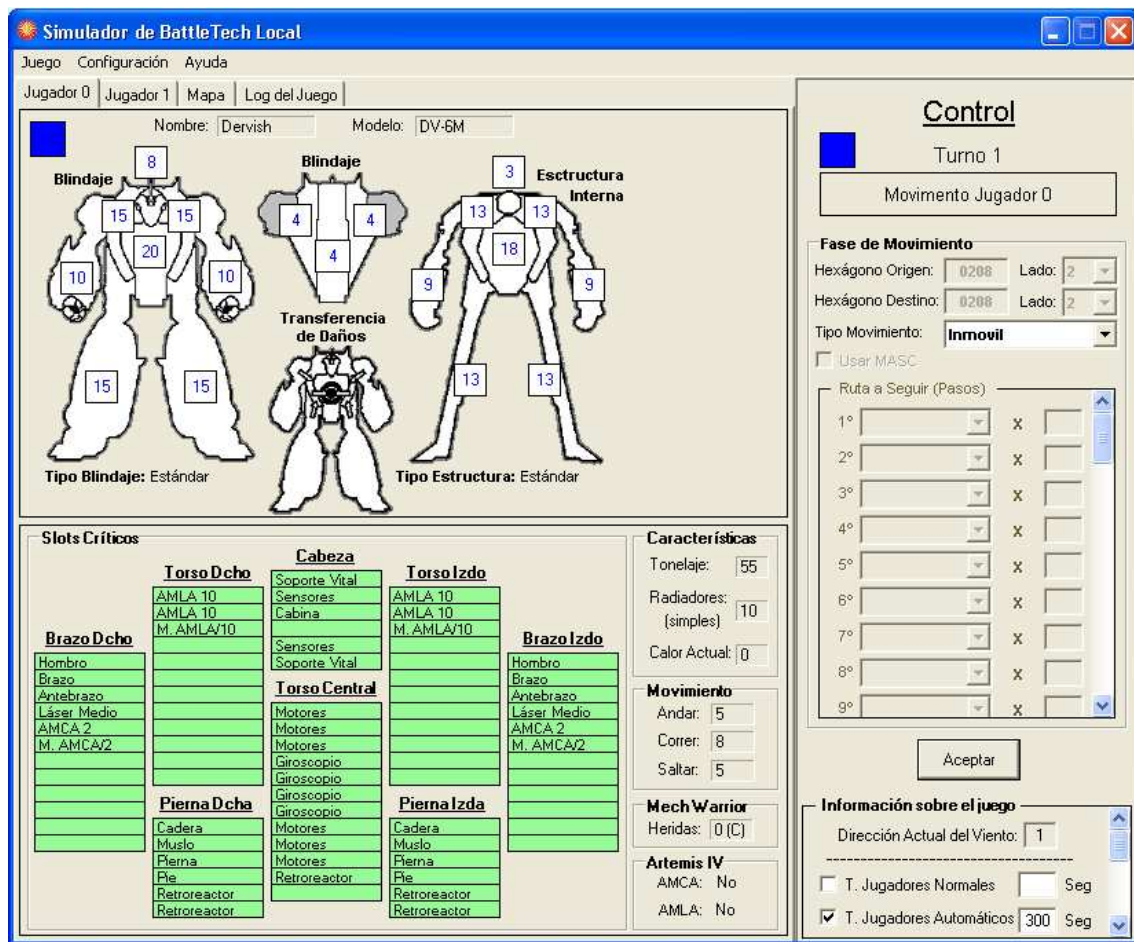 Simulador de BattleTech Local
Juego Configuración Ayuda
Jugador 0 Jugador 1 Mapa Log del Juego
Nombre: Dervish Modelo: DV-6M
Blindaje
8
15 15
20
10 10
15 15
Tipo Blindaje: Estándar
Blindaje
4 4
4
Transferencia
de Daños
Esctructura
Interna
3
13 13
18
9 9
13 13
Tipo Estructura: Estándar
Slots Críticos
Brazo Dcho
Hombro
Brazo
Antebrazo
Láser Medio
AMCA 2
M. AMCA/2
Torso Dcho
AMLA 10
AMLA 10
M. AMLA/10
Pierna Dcha
Cadera
Muslo
Pierna
Pie
Retroreactor
Retroreactor
Cabeza
Soporte Vital
Sensores
Cabina
Sensores
Soporte Vital
Torso Central
Motores
Motores
Motores
Giroscopio
Giroscopio
Giroscopio
Giroscopio
Motores
Motores
Motores
Retroreactor
Torso Izdo
AMLA 10
AMLA 10
M. AMLA/10
Pierna Izda
Cadera
Muslo
Pierna
Pie
Retroreactor
Retroreactor
Brazo Izdo
Hombro
Brazo
Antebrazo
Láser Medio
AMCA 2
M. AMCA/2
Características
Tonelaje: 55
Radiadores:
(simples) 10
Calor Actual: 0
Movimiento
Andar: 5
Correr: 8
Saltar: 5
Mech Warrior
Heridas: 0 (C)
Artemis IV
AMCA: No
AMLA: No
Control
Turno 1
Movimento Jugador 0
Fase de Movimiento
Hexágono Origen: 0208 Lado: 2
Hexágono Destino: 0208 Lado: 2
Tipo Movimiento: Inmovil
Usar MASC
Ruta a Seguir (Pasos)
1º X
2º X
3º X
4º X
5º X
6º X
7º X
8º X
9º X
Aceptar
Información sobre el juego
Dirección Actual del Viento: 1
------------------------------------
T. Jugadores Normales Seg
T. Jugadores Automáticos 300 Seg